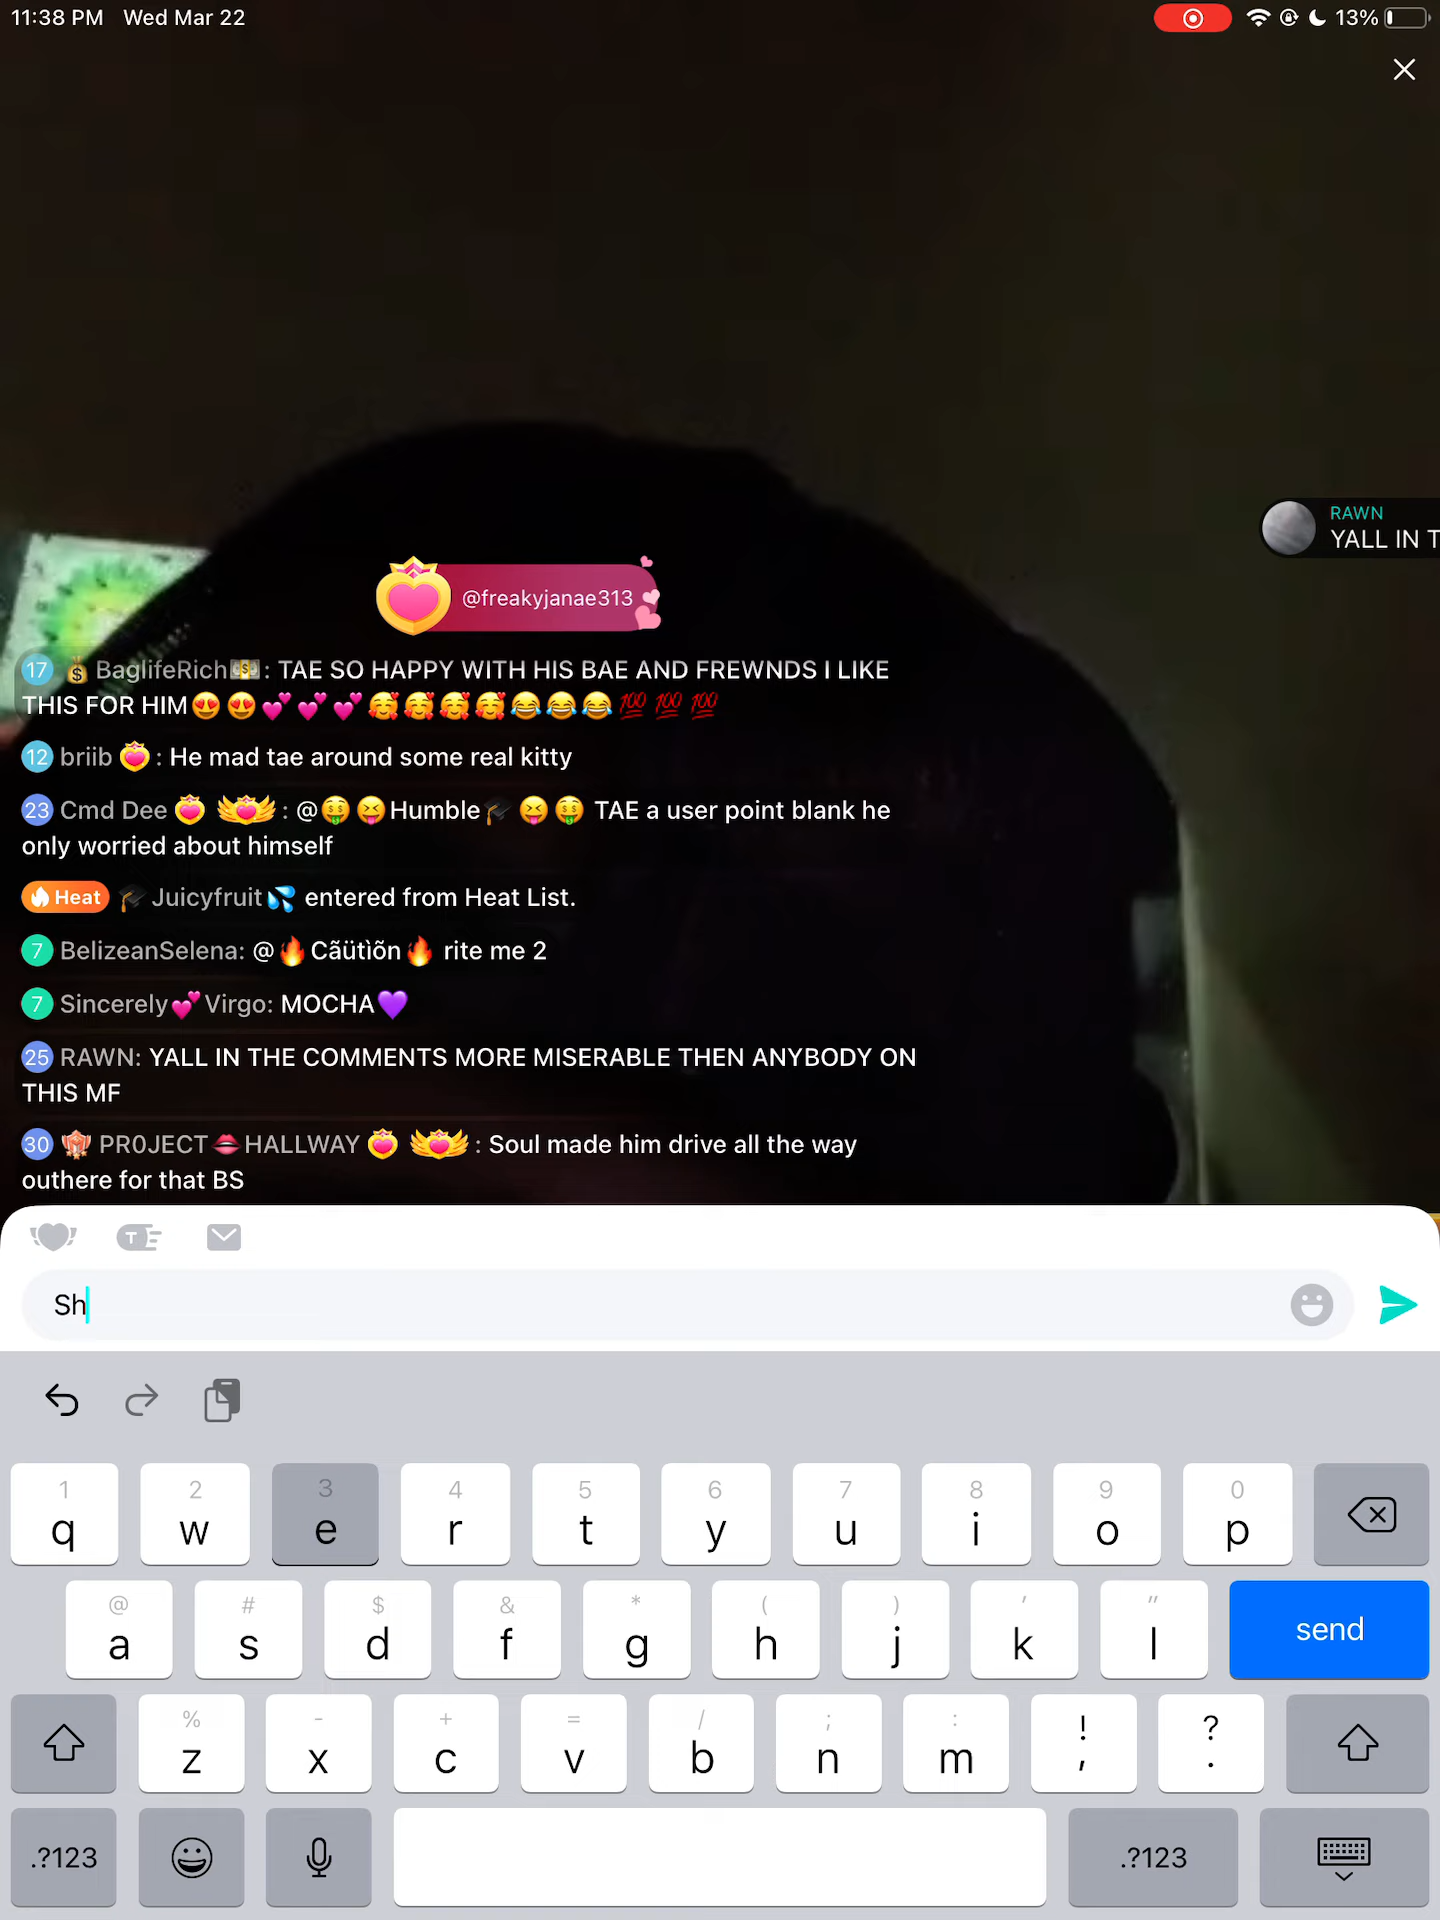 11:38 PM Wed Mar 22
13%
RAWN
YALL IN T
@freakyjanae313
17 💰 BaglifeRich💵: TAE SO HAPPY WITH HIS BAE AND FREWNDS I LIKE
THIS FOR HIM😍😍💕💕💕🥰🥰🥰🥰😂😂😂💯💯💯
12 briib : He mad tae around some real kitty
23 Cmd Dee : @🤑😝Humble🎓😝🤑 TAE a user point blank he
only worried about himself
Heat 🎓Juicyfruit💦 entered from Heat List.
7 BelizeanSelena: @🔥Cãütìõn🔥 rite me 2
7 Sincerely💕Virgo: MOCHA💜
25 RAWN: YALL IN THE COMMENTS MORE MISERABLE THEN ANYBODY ON
THIS MF
30 PR0JECT👄HALLWAY : Soul made him drive all the way
outhere for that BS
T
Sh
1 2 3 4 5 6 7 8 9 0
q w e r t y u i o p
@ # $ & * ( ) ' "
a s d f g h j k l send
% - + = / ; : ! ?
z x c v b n m , .
.?123 .?123